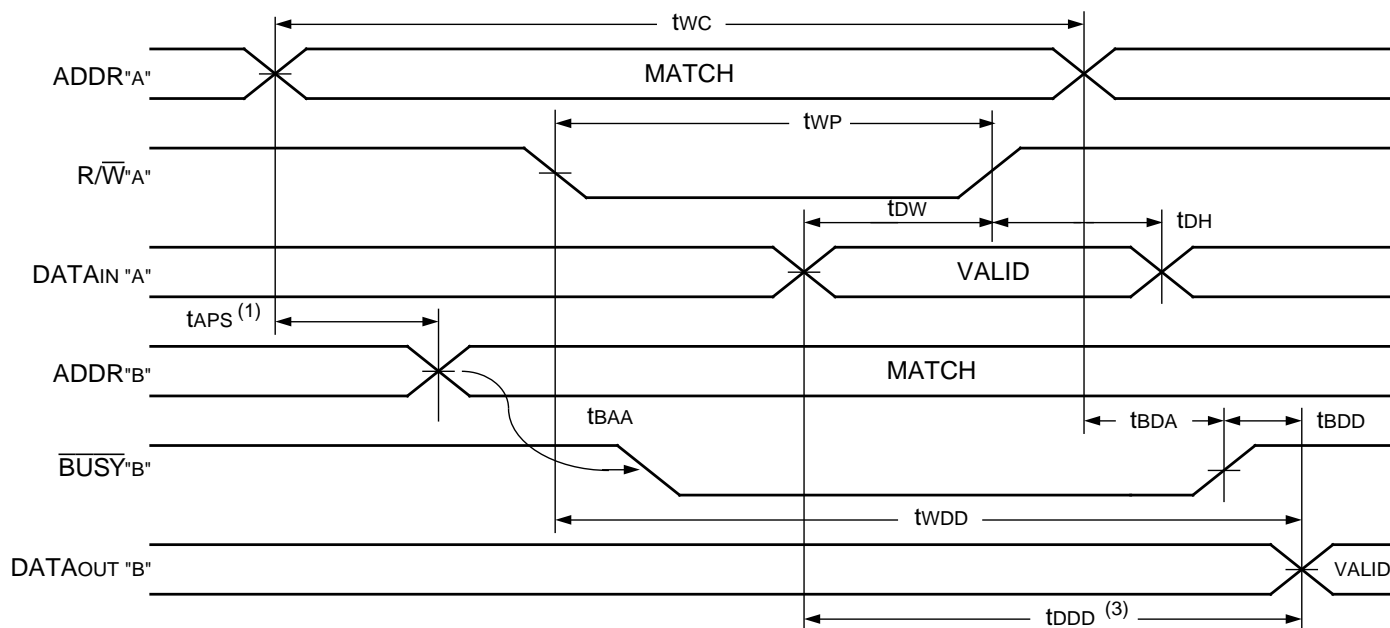 tWC
ADDR"A" MATCH
tWP
R/W̅"A"
tDW tDH
DATAIN "A" VALID
tAPS (1)
ADDR"B" MATCH
tBAA tBDA tBDD
B̅U̅S̅Y̅"B"
tWDD
DATAOUT "B" VALID
tDDD (3)